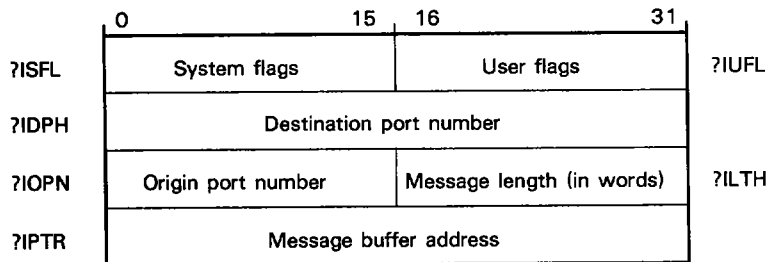 0 15 16 31
?ISFL System flags User flags ?IUFL
?IDPH Destination port number
?IOPN Origin port number Message length (in words) ?ILTH
?IPTR Message buffer address